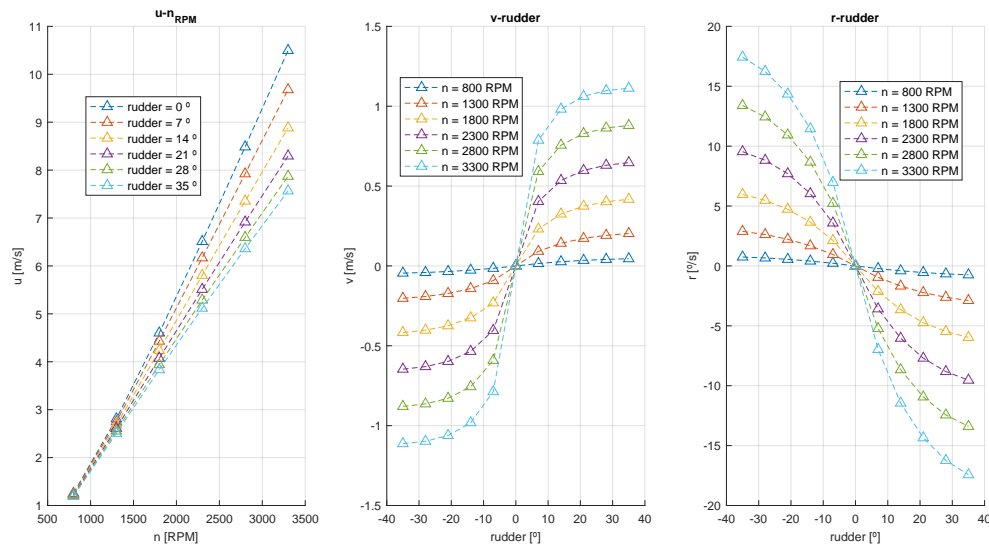 u-n_RPM
11
10
9
8
7
6
5
4
3
2
1
500 1000 1500 2000 2500 3000 3500
u [m/s]
n [RPM]
rudder = 0 º
rudder = 7 º
rudder = 14 º
rudder = 21 º
rudder = 28 º
rudder = 35 º
v-rudder
1.5
1
0.5
0
-0.5
-1
-1.5
-40 -30 -20 -10 0 10 20 30 40
v [m/s]
rudder [º]
n = 800 RPM
n = 1300 RPM
n = 1800 RPM
n = 2300 RPM
n = 2800 RPM
n = 3300 RPM
r-rudder
20
15
10
5
0
-5
-10
-15
-20
-40 -30 -20 -10 0 10 20 30 40
r [º/s]
rudder [º]
n = 800 RPM
n = 1300 RPM
n = 1800 RPM
n = 2300 RPM
n = 2800 RPM
n = 3300 RPM